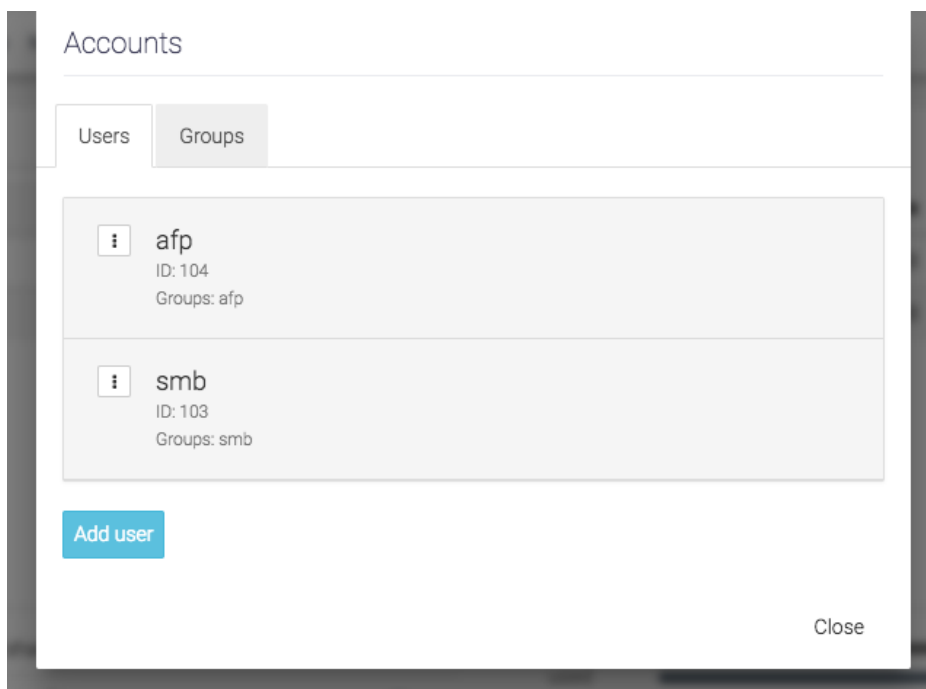 Accounts
Users
Groups
afp
ID: 104
Groups: afp
smb
ID: 103
Groups: smb
Add user
Close